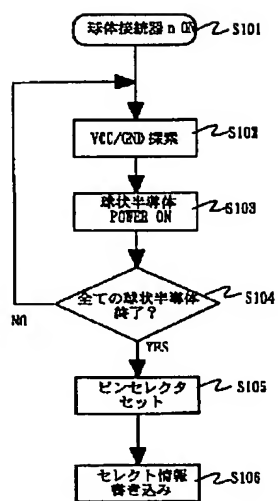 球体接続器 n ON
S101
VCC/GND 探索
S102
球状半導体
POWER ON
S103
全ての球状半導体
終了?
S104
NO
YES
ピンセレクタ
セット
S105
セレクト情報
書き込み
S106